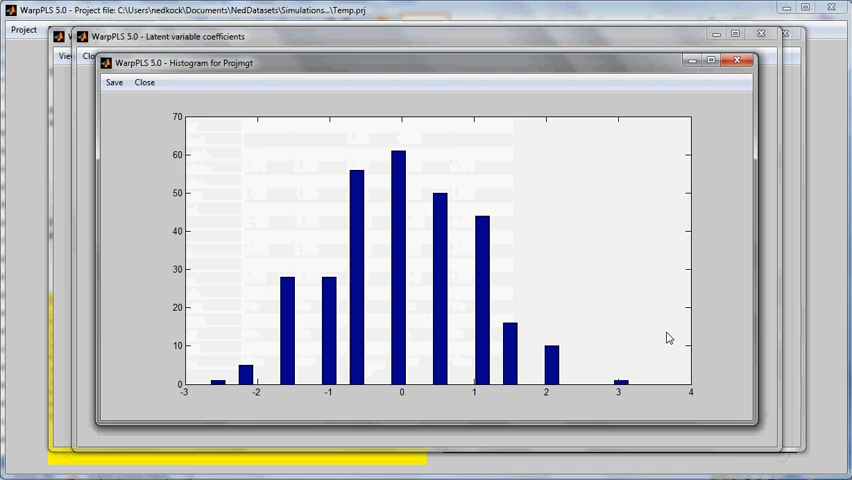 WarpPLS 5.0 - Project file: C:\Users\nedkock\Documents\NedDatasets\Simulations...\Temp.prj
Project
WarpPLS 5.0 - Latent variable coefficients
WarpPLS 5.0 - Histogram for Projmgt
Save Close
70
60
50
40
30
20
10
0
-3 -2 -1 0 1 2 3 4